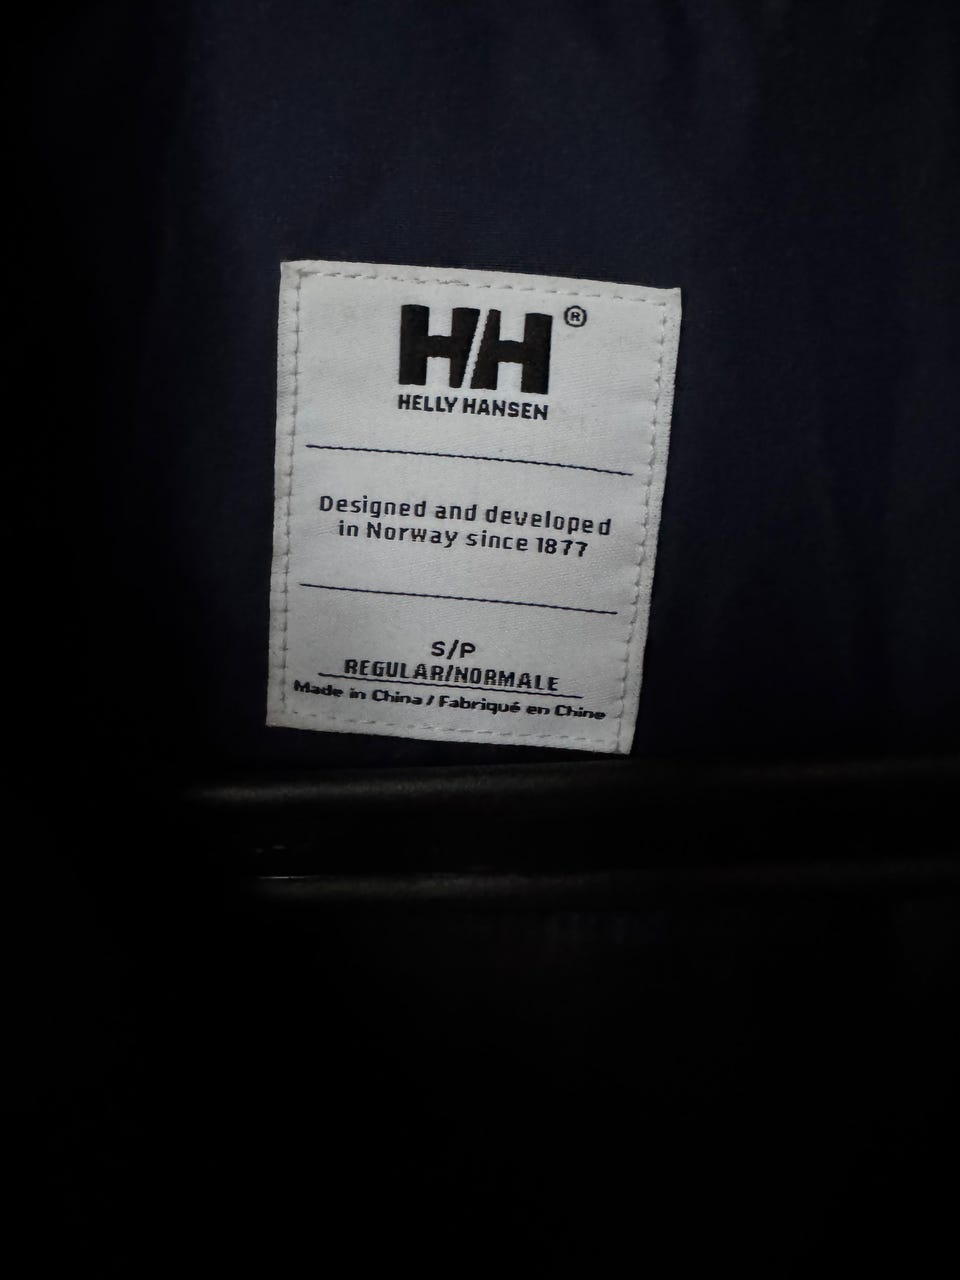 HH®
HELLY HANSEN
Designed and developed
in Norway since 1877
S/P
REGULAR/NORMALE
Made in China / Fabriqué en Chine